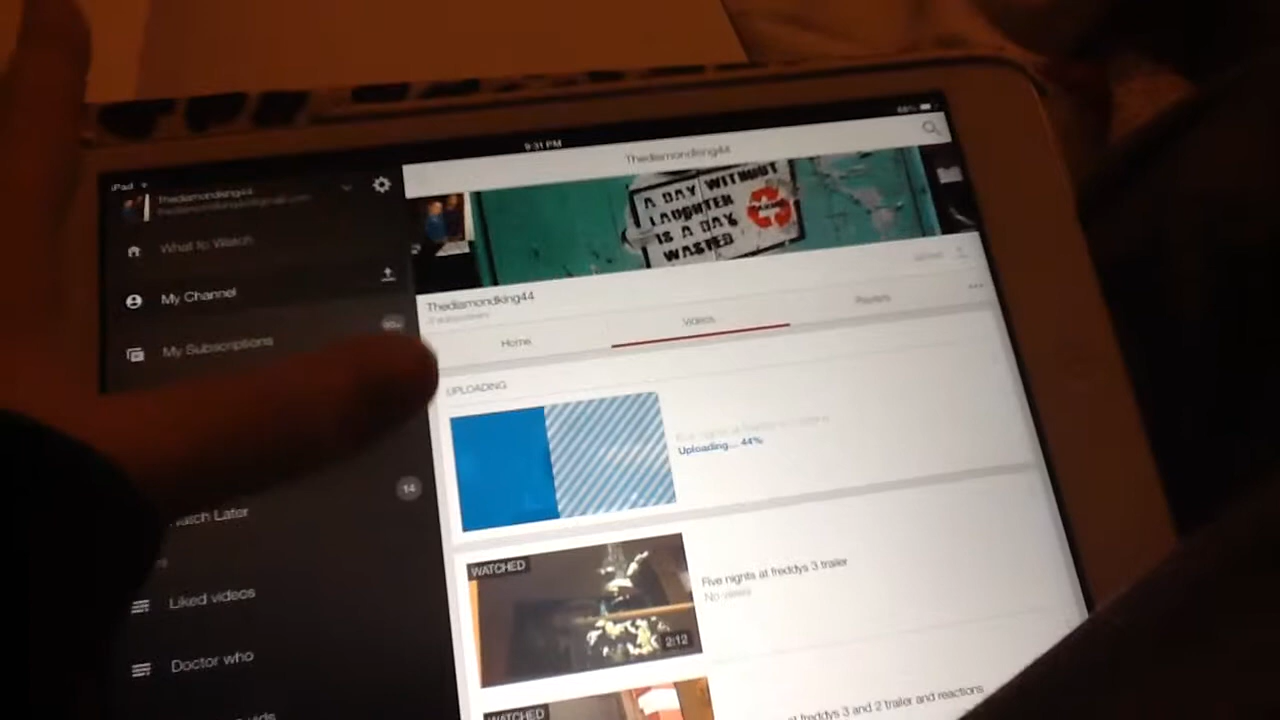 9:31 PM
iPad
Thediamondking44
Thediamondking44
A DAY WITHOUT
LAUGHTER
IS A DAY
WASTED
What to Watch
My Channel
My Subscriptions
Thediamondking44
Home
Videos
Playlists
UPLOADING
Uploading... 44%
14
Watch Later
WATCHED
Five nights at freddys 3 trailer
No views
2:12
Liked videos
Doctor who
WATCHED
at freddys 3 and 2 trailer and reactions